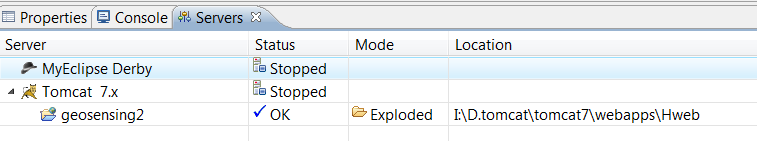 Properties Console Servers
Server Status Mode Location
MyEclipse Derby Stopped
Tomcat 7.x Stopped
geosensing2 OK Exploded I:\D.tomcat\tomcat7\webapps\Hweb